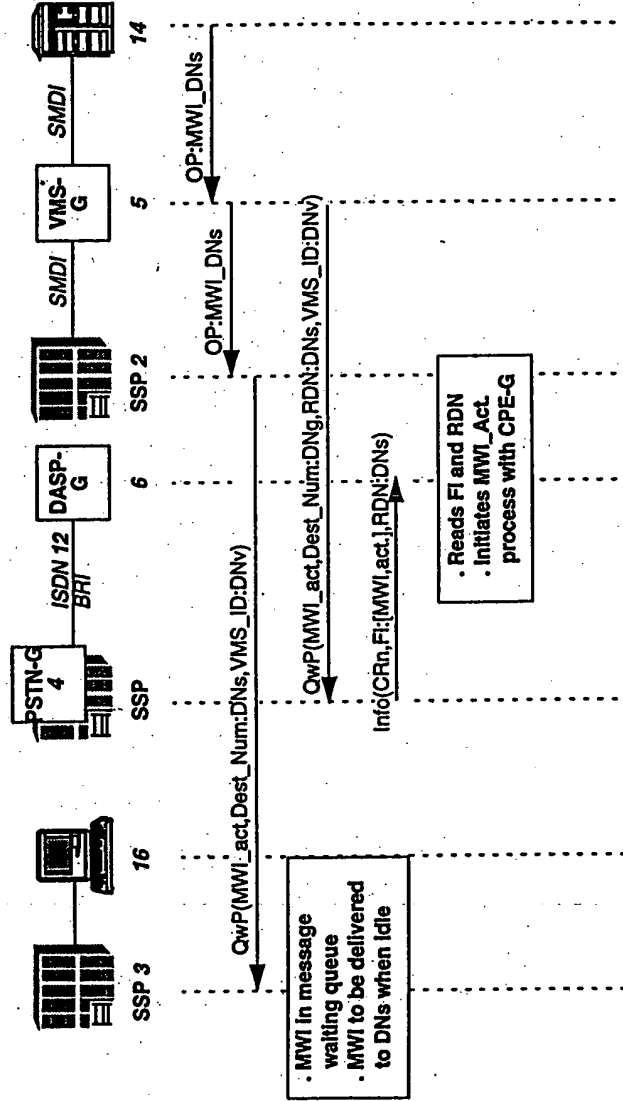 SSP 3
16
PSTN-G
4
SSP
ISDN 12
BRI
DASP-
G
6
SSP 2
SMDI
VMS-
G
5
SMDI
14
OP:MWI_DNs
OP:MWI_DNs
QwP(MWI_act,Dest_Num:DNs,VMS_ID:DNv)
QwP(MWI_act,Dest_Num:DNg,RDN:DNs,VMS_ID:DNv)
Info(CRn,FI:[MWI,act.],RDN:DNs)
. MWI in message
waiting queue
. MWI to be delivered
to DNs when idle
. Reads FI and RDN
. Initiates MWI_Act.
process with CPE-G